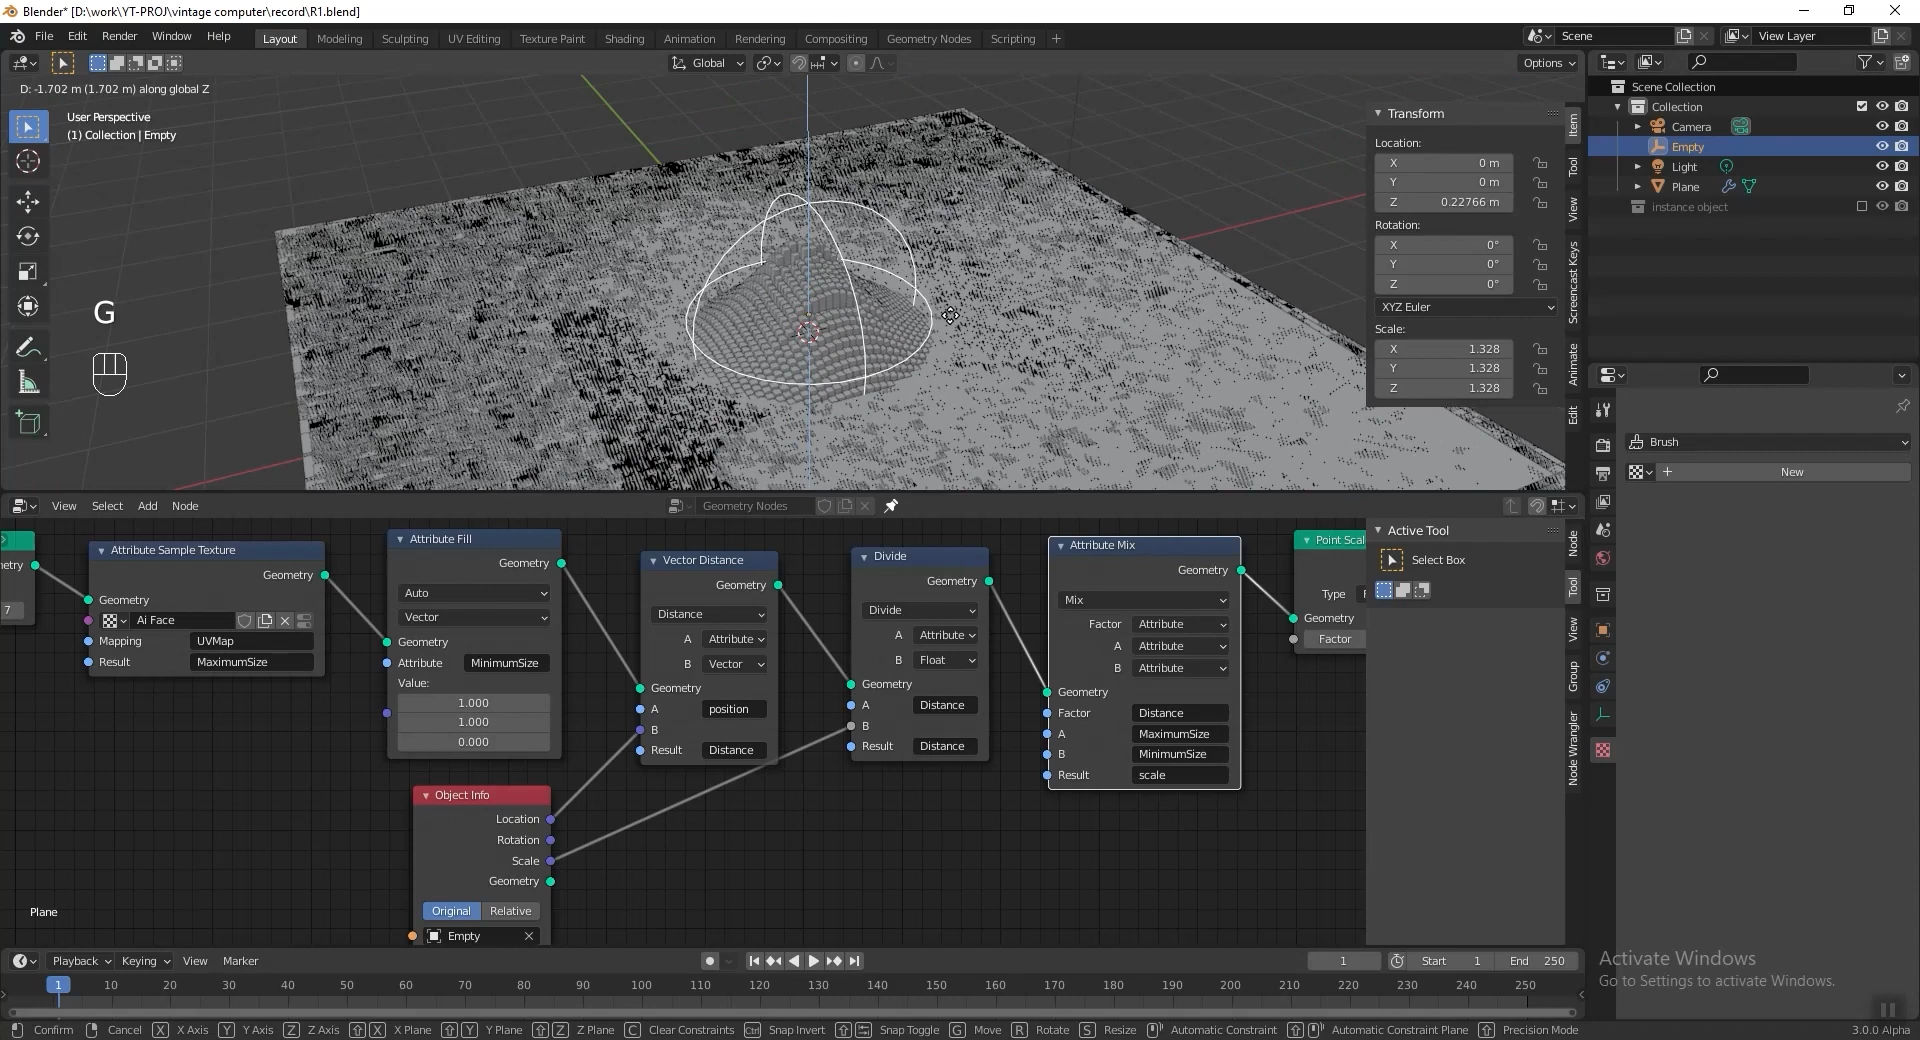 Blender* [D:\work\YT-PROJ\vintage computer\record\R1.blend]
File Edit Render Window Help
Layout Modeling Sculpting UV Editing Texture Paint Shading Animation Rendering Compositing Geometry Nodes Scripting +
Scene
View Layer
Global
Options
D: -1.702 m (1.702 m) along global Z
User Perspective
(1) Collection | Empty
G
Transform
Location:
X 0 m
Y 0 m
Z 0.22766 m
Rotation:
X 0°
Y 0°
Z 0°
XYZ Euler
Scale:
X 1.328
Y 1.328
Z 1.328
Item
Tool
View
Screencast Keys
Animate
Edit
Scene Collection
Collection
Camera
Empty
Light
Plane
instance object
Brush
New
View Select Add Node
Geometry Nodes
etry
7
Attribute Sample Texture
Geometry
Geometry
Ai Face
Mapping UVMap
Result MaximumSize
Attribute Fill
Geometry
Auto
Vector
Geometry
Attribute MinimumSize
Value:
1.000
1.000
0.000
Object Info
Location
Rotation
Scale
Geometry
Original Relative
Empty
Vector Distance
Geometry
Distance
A Attribute
B Vector
Geometry
A position
B
Result Distance
Divide
Geometry
Divide
A Attribute
B Float
Geometry
A Distance
B
Result Distance
Attribute Mix
Geometry
Mix
Factor Attribute
A Attribute
B Attribute
Geometry
Factor Distance
A MaximumSize
B MinimumSize
Result scale
Point Scal
Type F
Geometry
Factor
Active Tool
Select Box
Node
Tool
View
Group
Node Wrangler
Plane
Playback Keying View Marker
1
Start 1
End 250
1 10 20 30 40 50 60 70 80 90 100 110 120 130 140 150 160 170 180 190 200 210 220 230 240 250
Activate Windows
Go to Settings to activate Windows.
Confirm Cancel X X Axis Y Y Axis Z Z Axis X X Plane Y Y Plane Z Z Plane C Clear Constraints Ctrl Snap Invert Snap Toggle G Move R Rotate S Resize Automatic Constraint Automatic Constraint Plane Precision Mode
3.0.0 Alpha